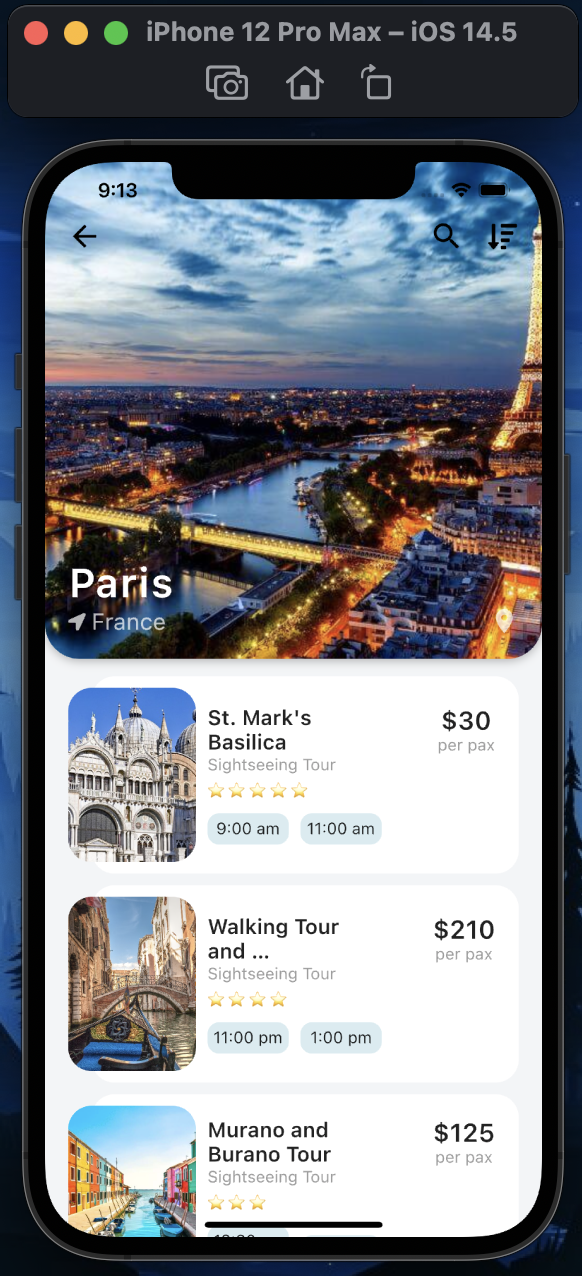 iPhone 12 Pro Max – iOS 14.5
9:13
Paris
France
St. Mark's
Basilica
$30
per pax
Sightseeing Tour
9:00 am
11:00 am
Walking Tour
and ...
$210
per pax
Sightseeing Tour
11:00 pm
1:00 pm
Murano and
Burano Tour
$125
per pax
Sightseeing Tour